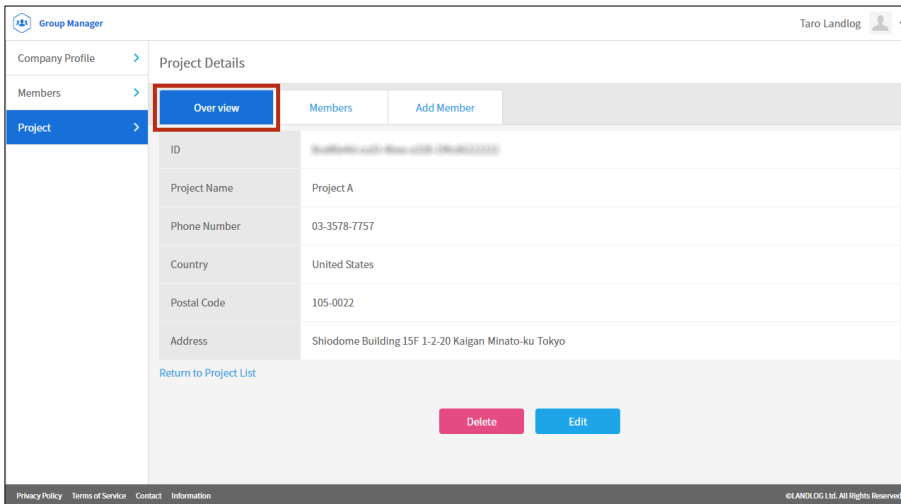 Group Manager
Taro Landlog
Company Profile
Members
Project
Project Details
Over view
Members
Add Member
ID
Project Name
Project A
Phone Number
03-3578-7757
Country
United States
Postal Code
105-0022
Address
Shiodome Building 15F 1-2-20 Kaigan Minato-ku Tokyo
Return to Project List
Delete
Edit
Privacy Policy Terms of Service Contact Information
©LANDLOG Ltd. All Rights Reserved